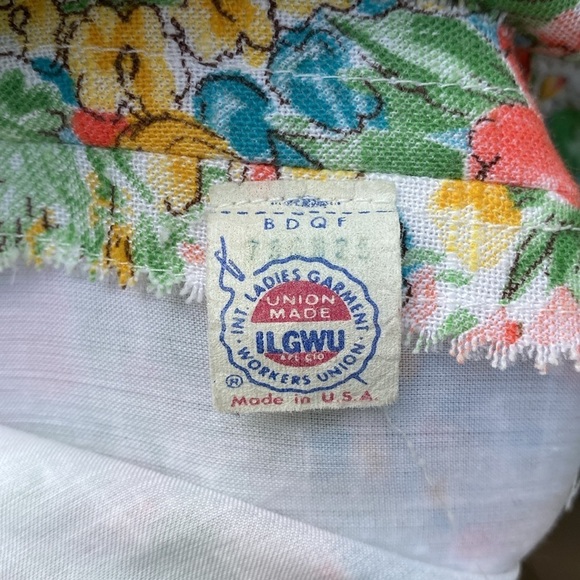 BDQF
INT. LADIES GARMENT
UNION
MADE
ILGWU
AFL CIO
WORKERS UNION
®
Made in U.S.A.